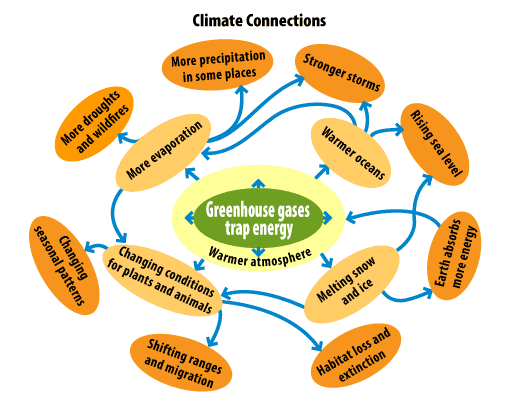 Climate Connections
More precipitation
in some places
Stronger storms
More droughts
and wildfires
More evaporation
Warmer oceans
Rising sea level
Greenhouse gases
trap energy
Warmer atmosphere
Changing
seasonal patterns
Changing conditions
for plants and animals
Melting snow
and ice
Earth absorbs
more energy
Shifting ranges
and migration
Habitat loss and
extinction